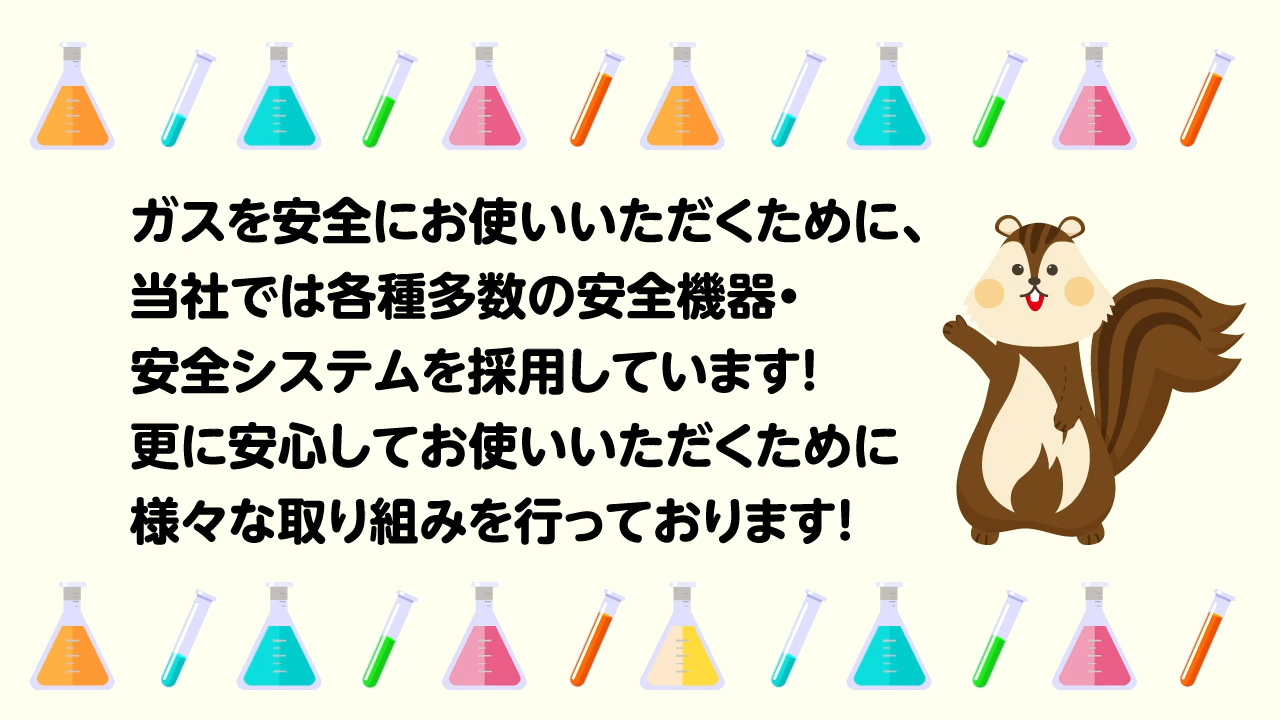 ガスを安全にお使いいただくために、
当社では各種多数の安全機器・
安全システムを採用しています!
更に安心してお使いいただくために
様々な取り組みを行っております!